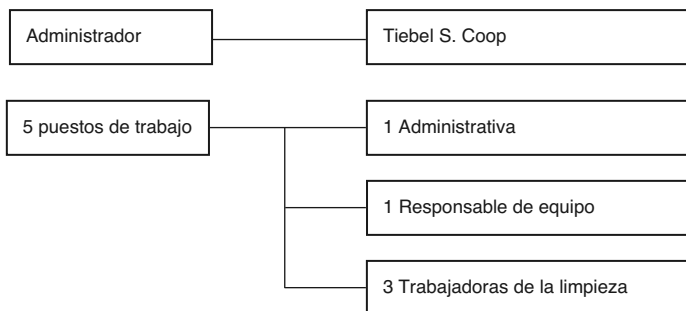 Administrador
Tiebel S. Coop
5 puestos de trabajo
1 Administrativa
1 Responsable de equipo
3 Trabajadoras de la limpieza